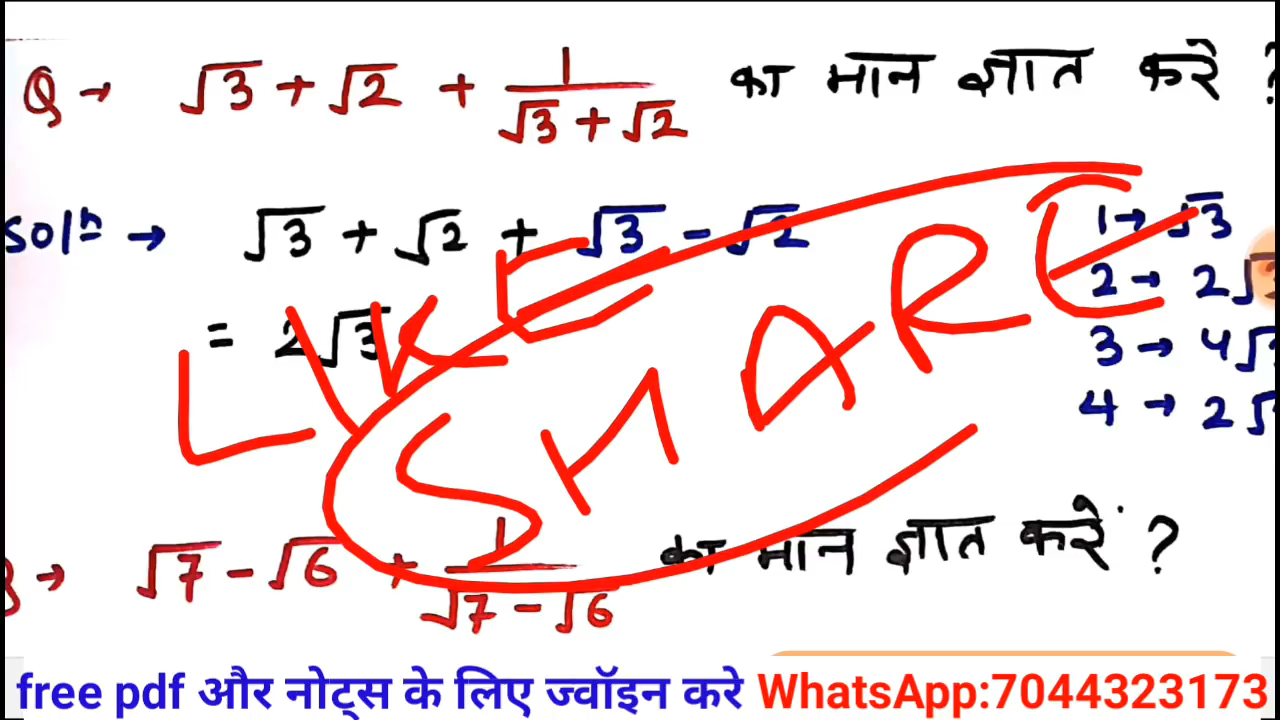 Q → √3 + √2 + 1/(√3 + √2) का मान ज्ञात करे ?
Solⁿ → √3 + √2 + √3 - √2
= 2√3
1 → √3
2 → 2√
3 → 4√3
4 → 2√
LIKE
SHARE
→ √7 - √6 + 1/(√7 - √6) का मान ज्ञात करें ?
free pdf और नोट्स के लिए ज्वॉइन करे WhatsApp:7044323173